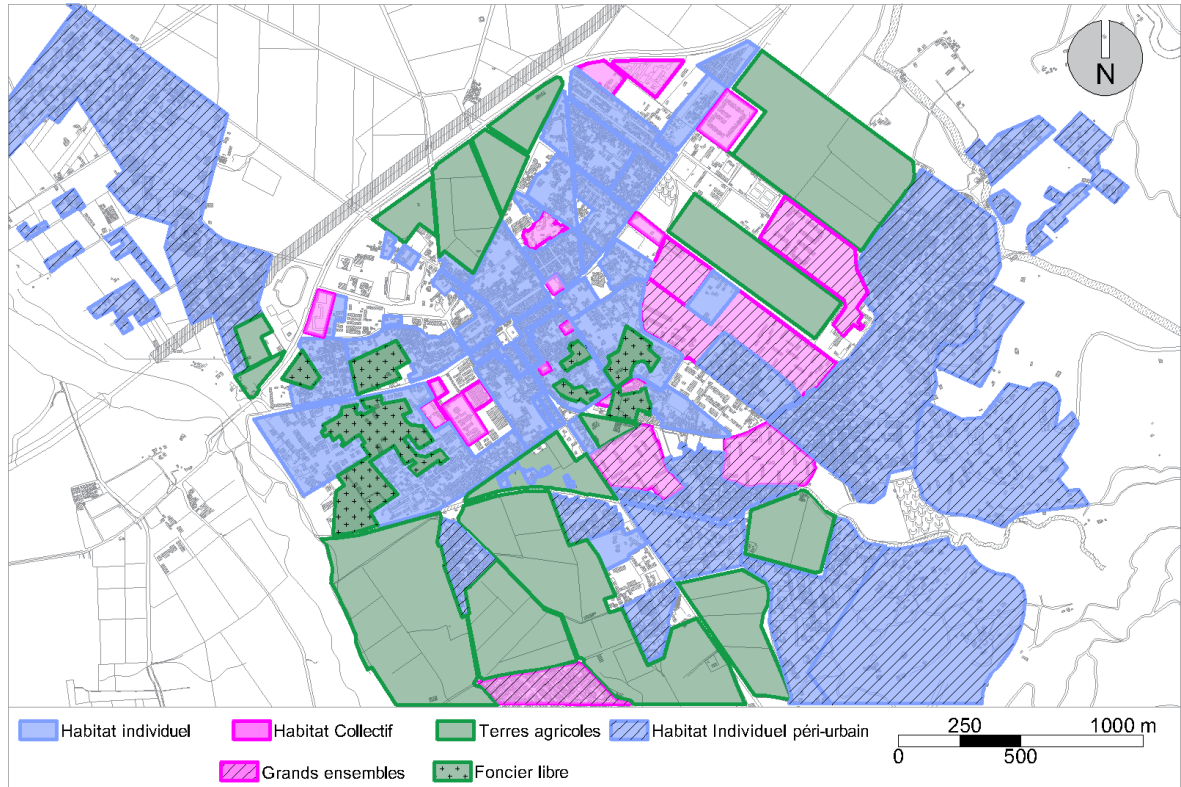 N
Habitat individuel
Habitat Collectif
Terres agricoles
Habitat Individuel péri-urbain
Grands ensembles
Foncier libre
250
1000 m
0
500